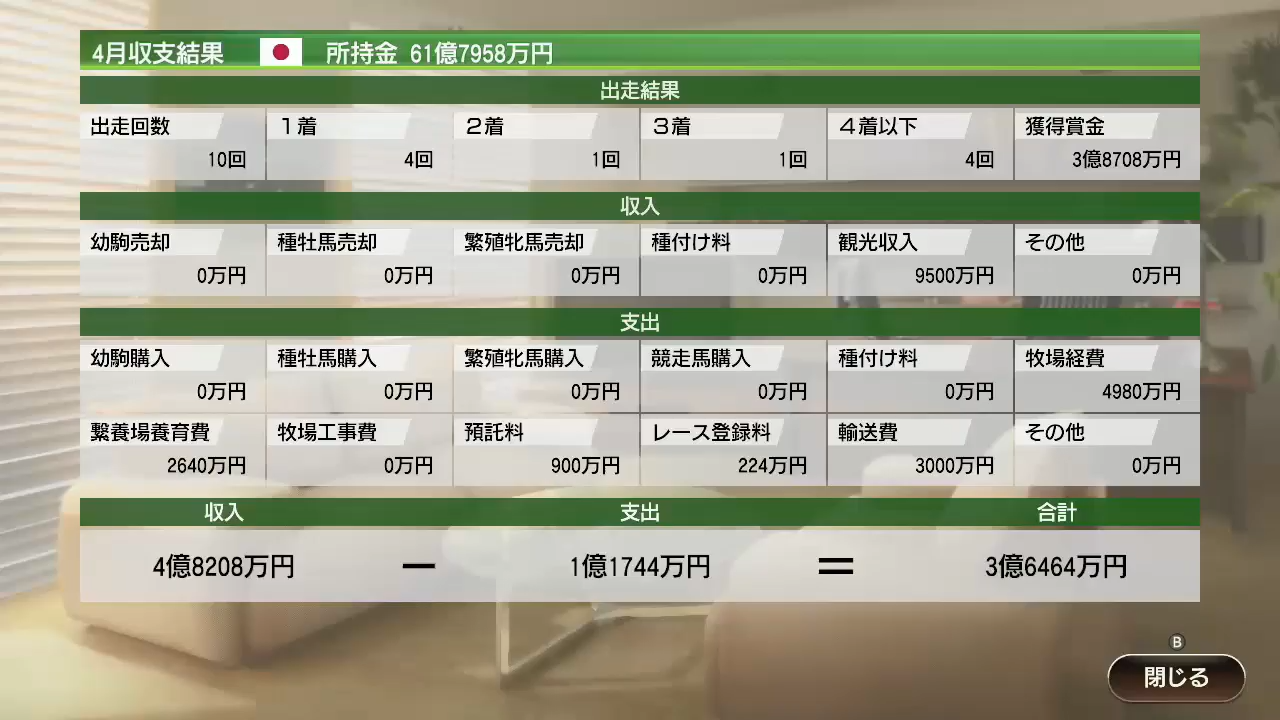 4月収支結果 所持金 61億7958万円
出走結果
出走回数 1着 2着 3着 4着以下 獲得賞金
10回 4回 1回 1回 4回 3億8708万円
収入
幼駒売却 種牡馬売却 繁殖牝馬売却 種付け料 観光収入 その他
0万円 0万円 0万円 0万円 9500万円 0万円
支出
幼駒購入 種牡馬購入 繁殖牝馬購入 競走馬購入 種付け料 牧場経費
0万円 0万円 0万円 0万円 0万円 4980万円
繋養場養育費 牧場工事費 預託料 レース登録料 輸送費 その他
2640万円 0万円 900万円 224万円 3000万円 0万円
収入 支出 合計
4億8208万円 － 1億1744万円 ＝ 3億6464万円
B
閉じる